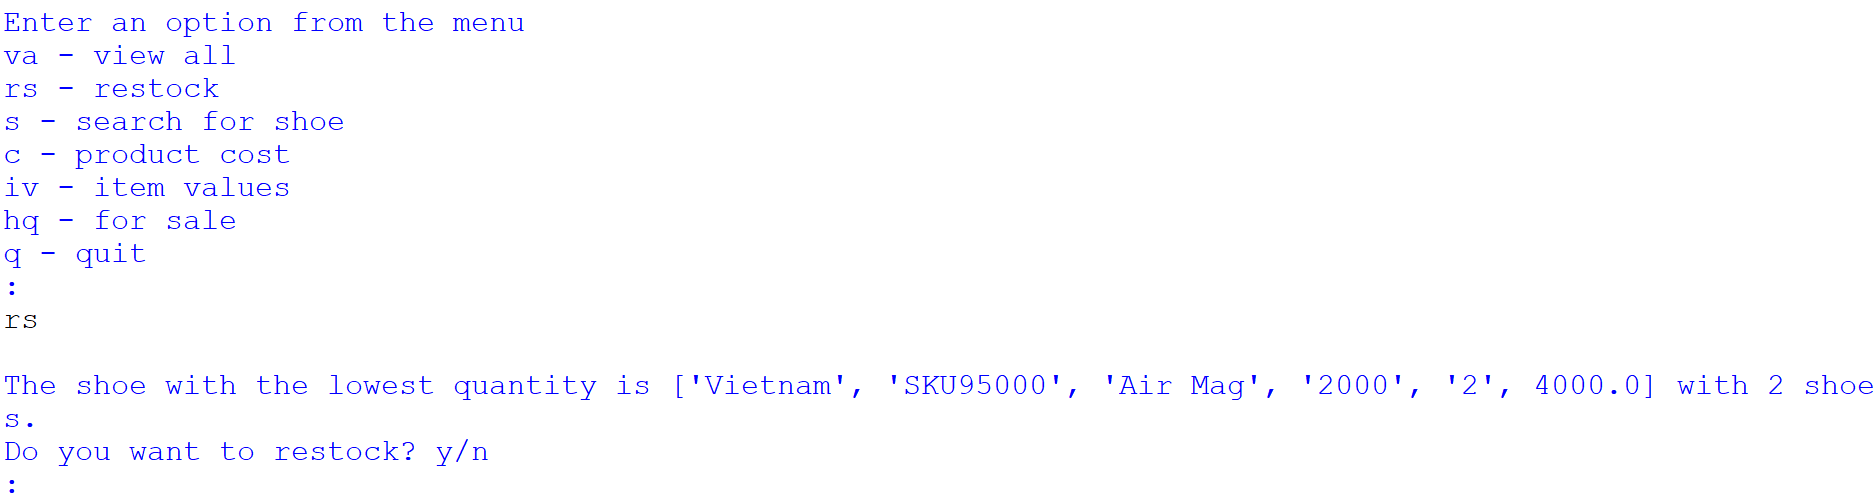 Enter an option from the menu
va - view all
rs - restock
s - search for shoe
c - product cost
iv - item values
hq - for sale
q - quit
:
rs
The shoe with the lowest quantity is ['Vietnam', 'SKU95000', 'Air Mag', '2000', '2', 4000.0] with 2 shoe
s.
Do you want to restock? y/n
: